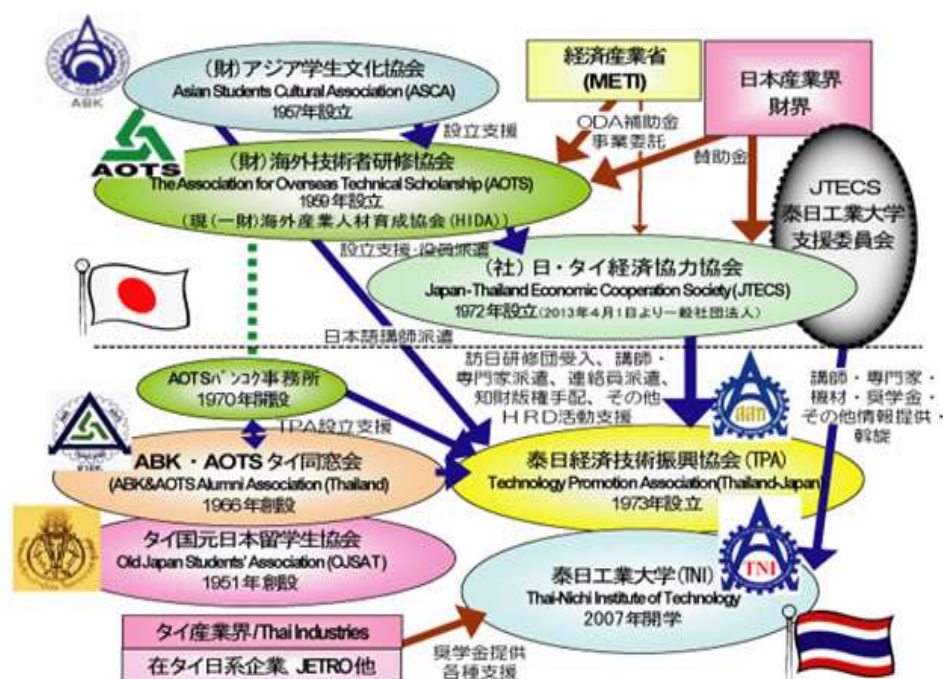 ABK
(財)アジア学生文化協会
Asian Students Cultural Association (ASCA)
1957年設立
経済産業省
(METI)
日本産業界
財界
設立支援
ODA補助金
事業委託
賛助金
AOTS
(財)海外技術者研修協会
The Association for Overseas Technical Scholarship (AOTS)
1959年設立
(現(一財)海外産業人材育成協会(HIDA))
JTECS
泰日工業大学
支援委員会
設立支援・役員派遣
(社)日・タイ経済協力協会
Japan-Thailand Economic Cooperation Society (JTECS)
1972年設立(2013年4月1日より一般社団法人)
日本語講師派遣
訪日研修団受入、講師・
専門家派遣、連絡員派遣、
知財版権手配、その他
HRD活動支援
講師・専門家・
機材・奨学金・
その他情報提供・
斡旋
AOTSバンコク事務所
1970年開設
TPA設立支援
ABK・AOTSタイ同窓会
(ABK&AOTS Alumni Association (Thailand)
1966年創設
泰日経済技術振興協会(TPA)
Technology Promotion Association(Thailand-Japan)
1973年設立
タイ国元日本留学生協会
Old Japan Students' Association (OJSAT)
1951年創設
泰日工業大学(TNI)
Thai-Nichi Institute of Technology
2007年開学
TNI
タイ産業界/Thai Industries
在タイ日系企業、JETRO他
奨学金提供
各種支援